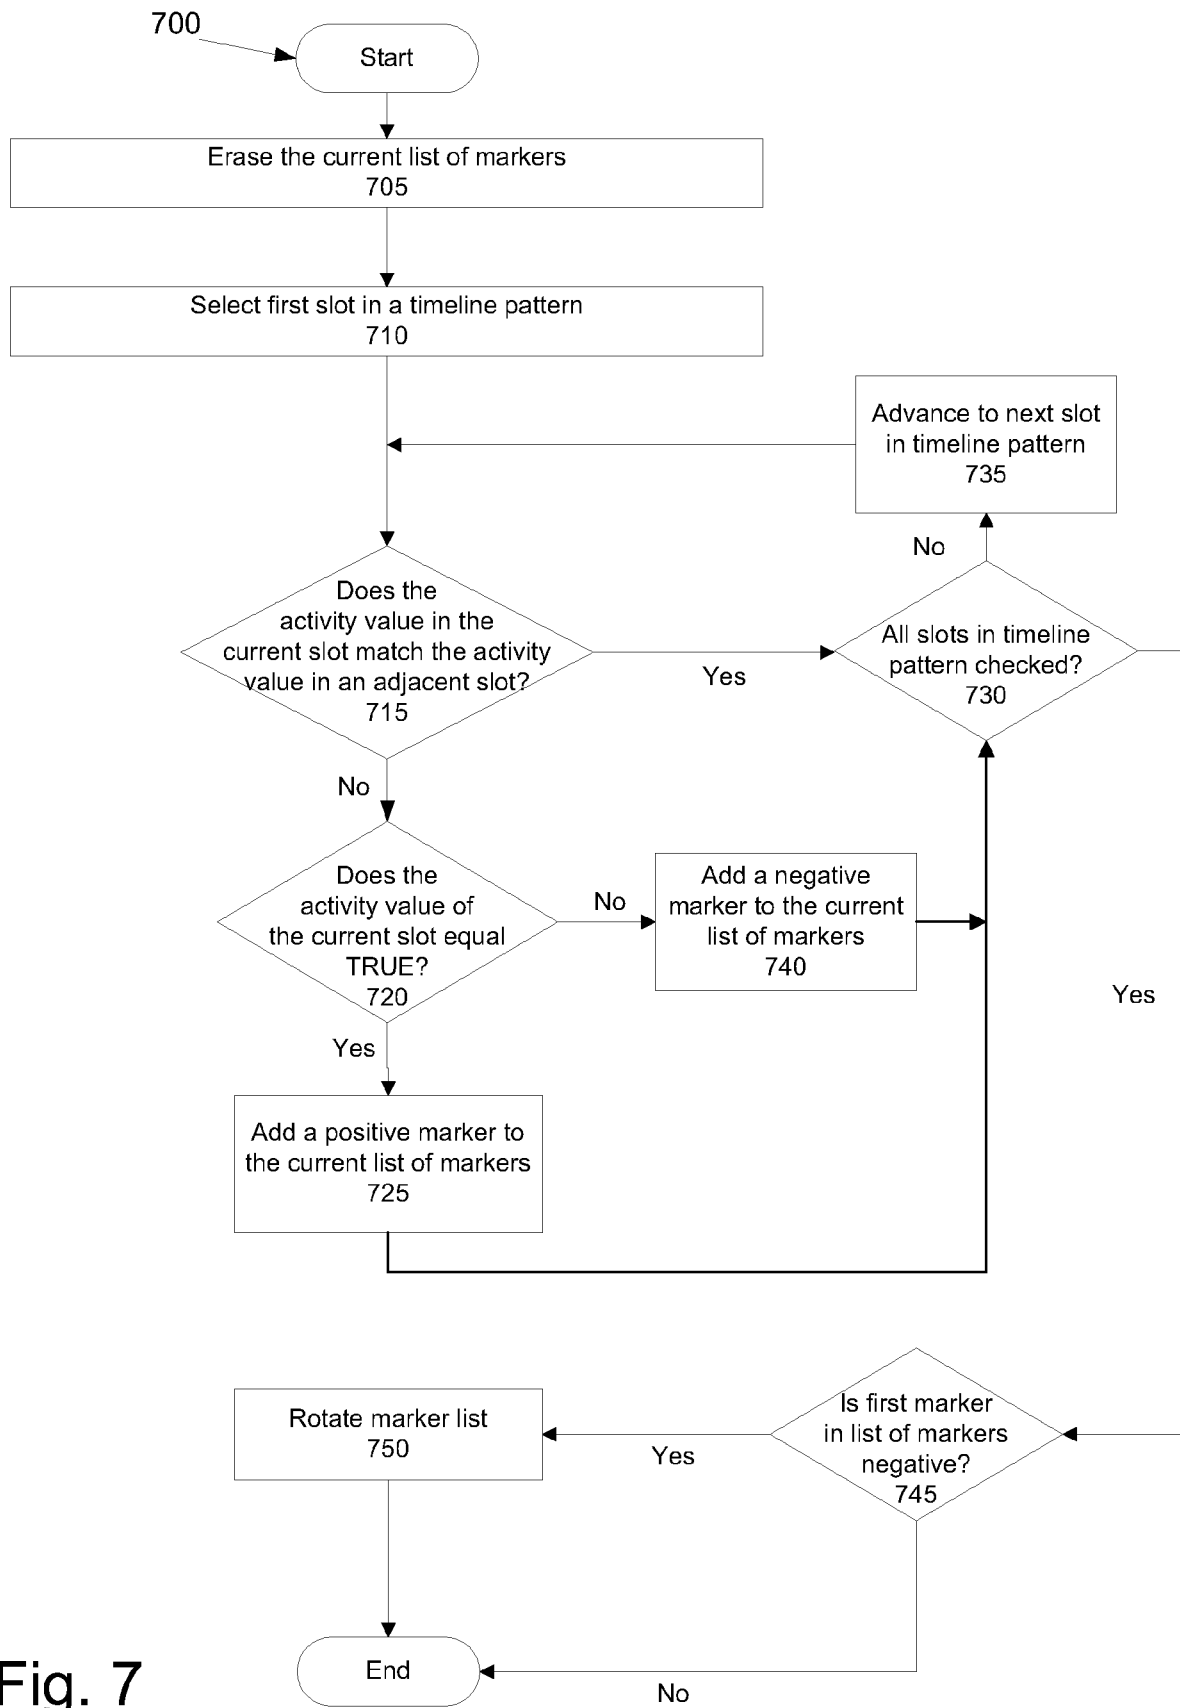 700
Start
Erase the current list of markers
705
Select first slot in a timeline pattern
710
Advance to next slot
in timeline pattern
735
No
Does the
activity value in the
current slot match the activity
value in an adjacent slot?
715
Yes
All slots in timeline
pattern checked?
730
No
Does the
activity value of
the current slot equal
TRUE?
720
No
Add a negative
marker to the current
list of markers
740
Yes
Yes
Add a positive marker to
the current list of markers
725
Rotate marker list
750
Yes
Is first marker
in list of markers
negative?
745
End
No
Fig. 7